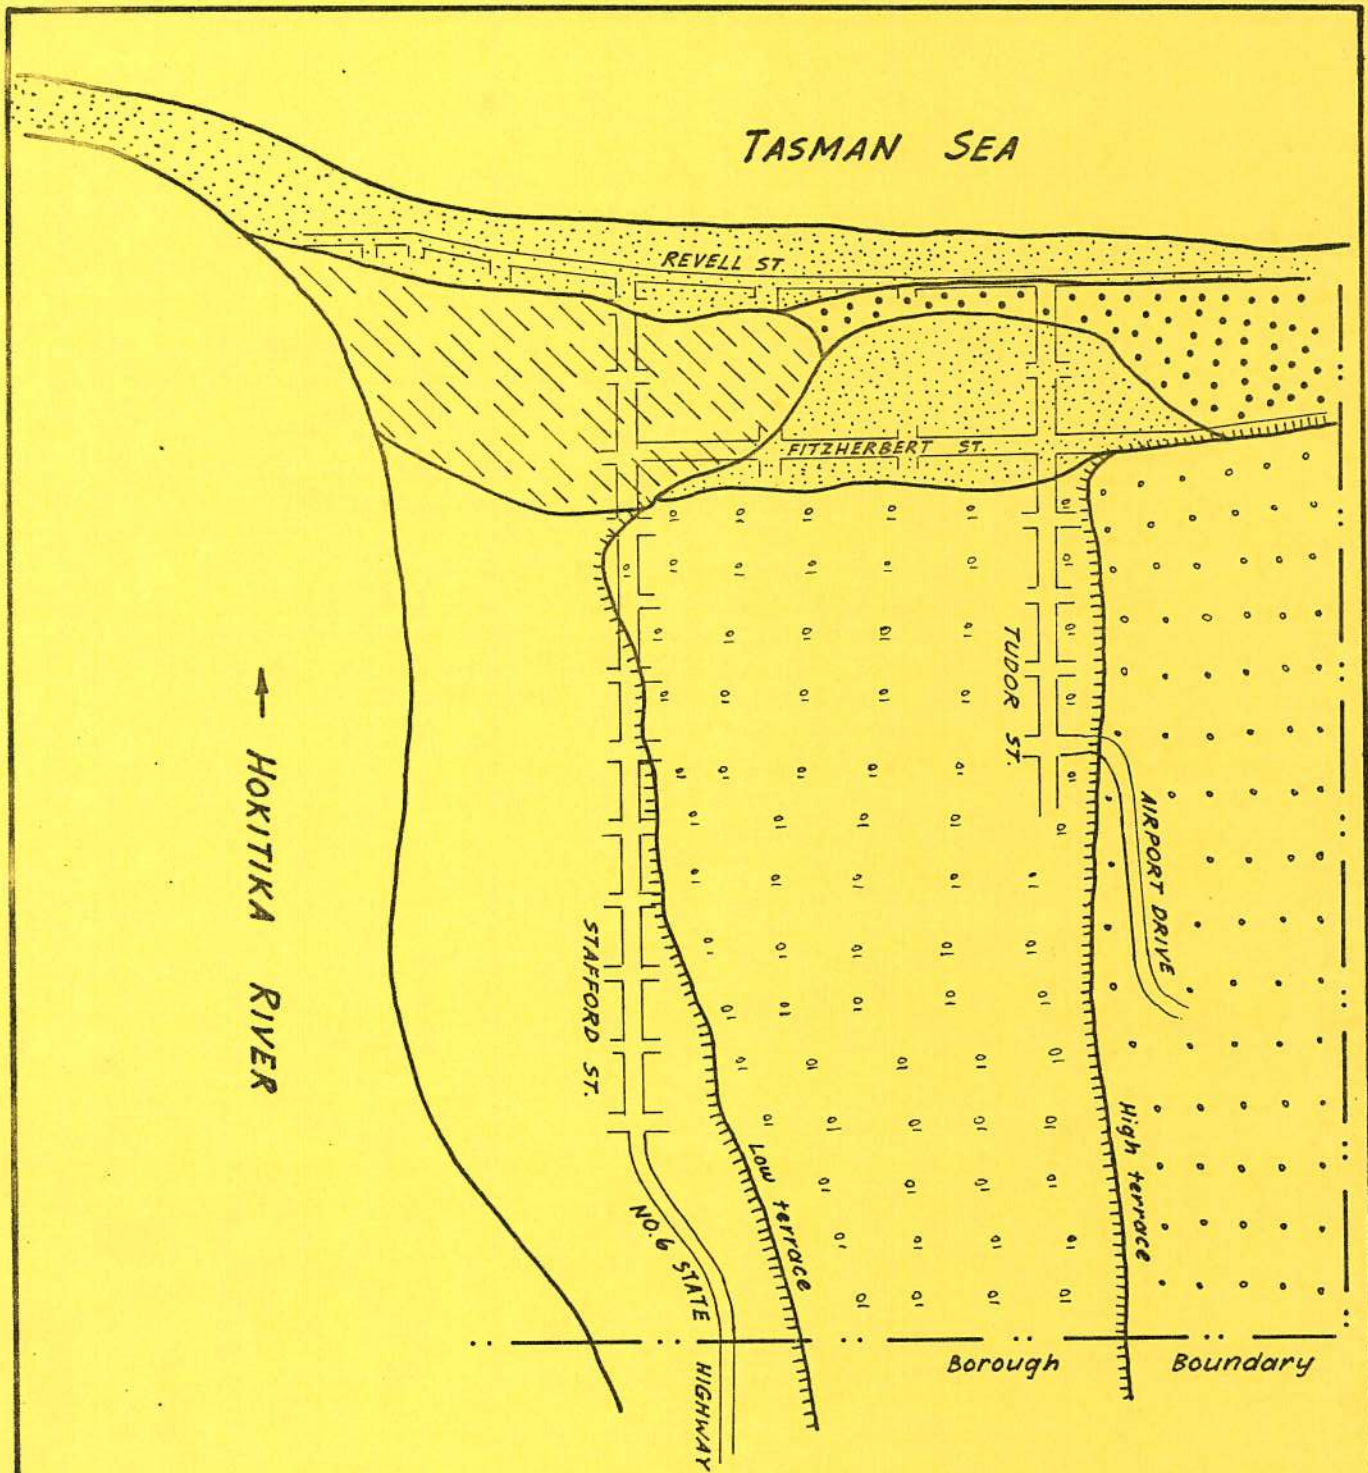 TASMAN SEA
REVELL ST.
FITZHERBERT ST.
TUDOR ST.
AIRPORT DRIVE
← HOKITIKA RIVER
STAFFORD ST.
High terrace
Low terrace
NO.6 STATE HIGHWAY
Borough Boundary